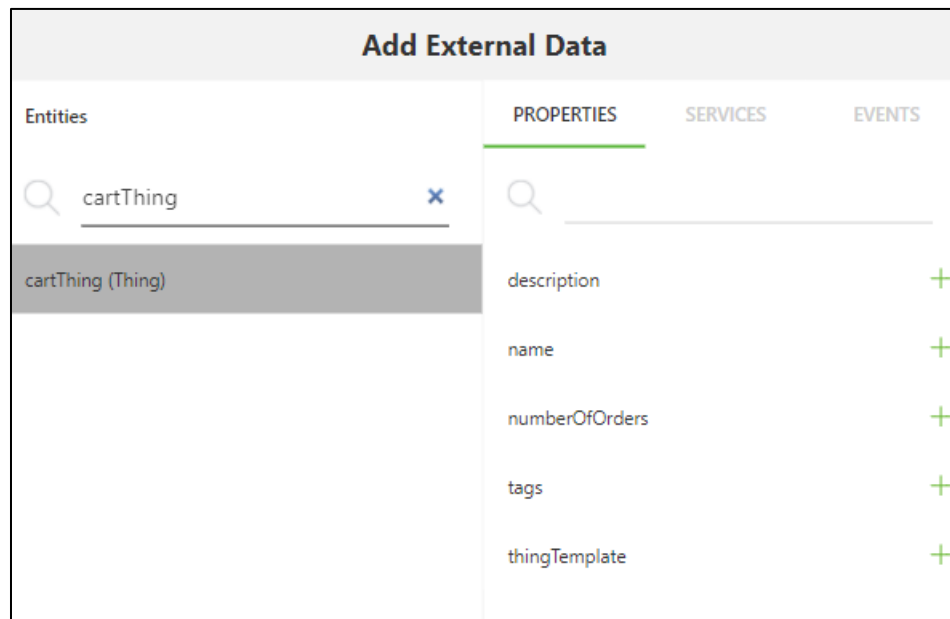 Add External Data
Entities
PROPERTIES SERVICES EVENTS
cartThing
cartThing (Thing)
description
name
numberOfOrders
tags
thingTemplate